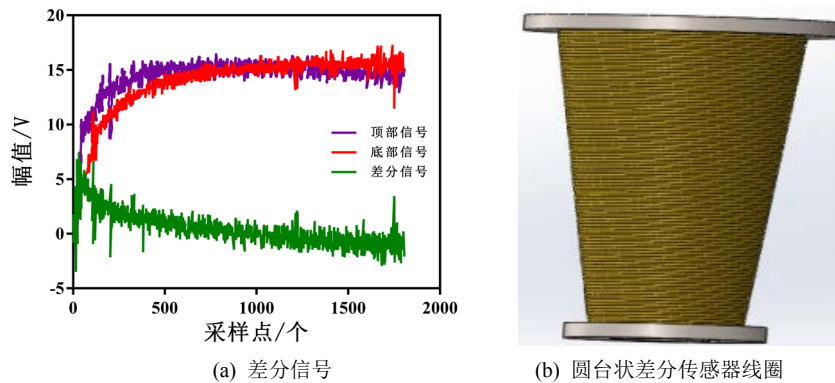 20
15
10
5
0
-5
幅值/V
顶部信号
底部信号
差分信号
0 500 1000 1500 2000
采样点/个
(a) 差分信号
(b) 圆台状差分传感器线圈